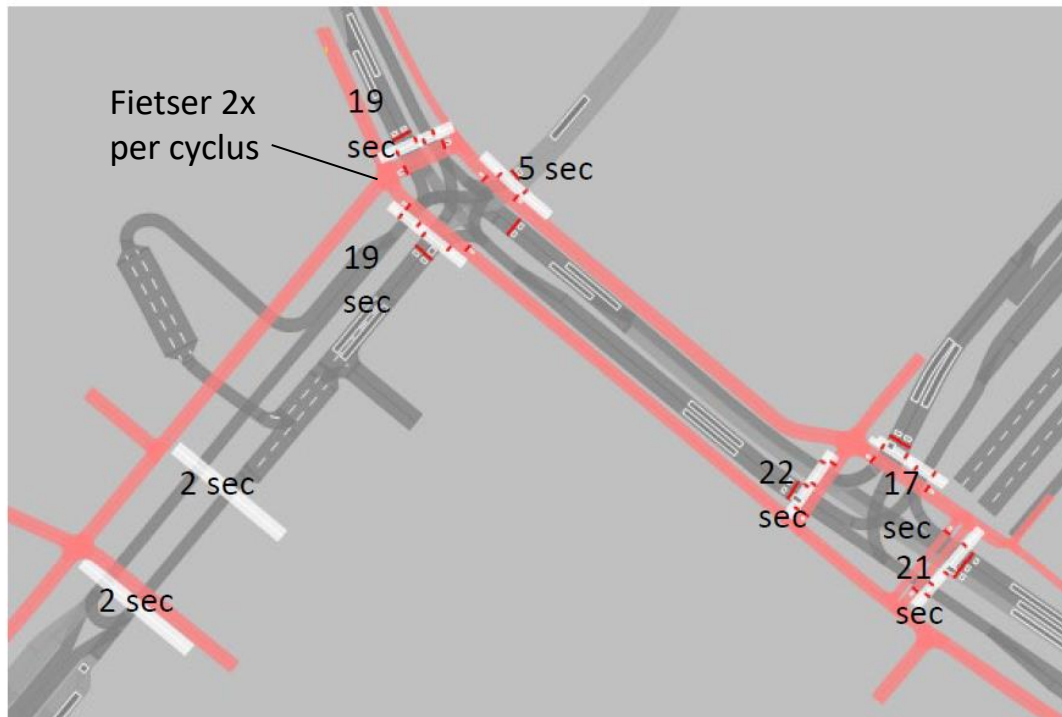 Fietser 2x
per cyclus
19
sec
5 sec
19
sec
2 sec
2 sec
22
sec
17
sec
21
sec